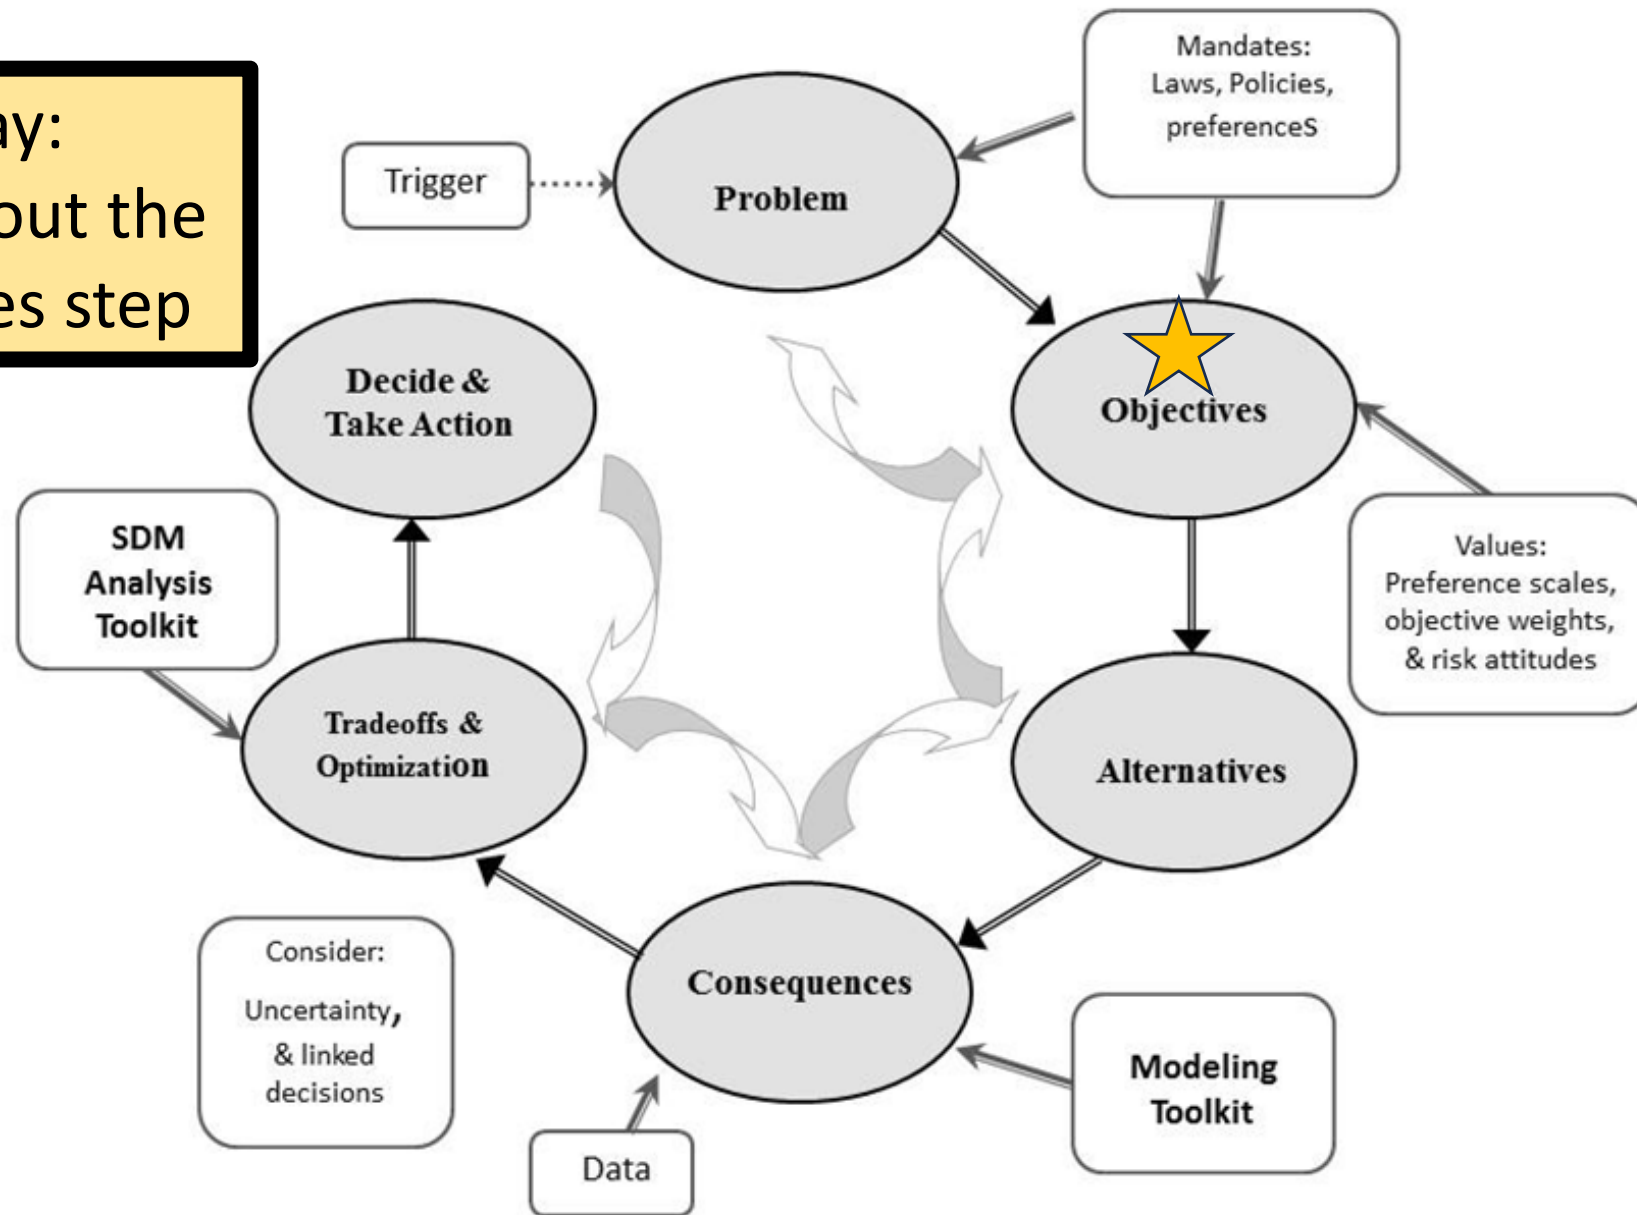 ay:
out the
es step
Mandates:
Laws, Policies,
preferences
Trigger
Problem
Decide &
Take Action
Objectives
SDM
Analysis
Toolkit
Values:
Preference scales,
objective weights,
& risk attitudes
Tradeoffs &
Optimization
Alternatives
Consider:
Uncertainty,
& linked
decisions
Consequences
Modeling
Toolkit
Data